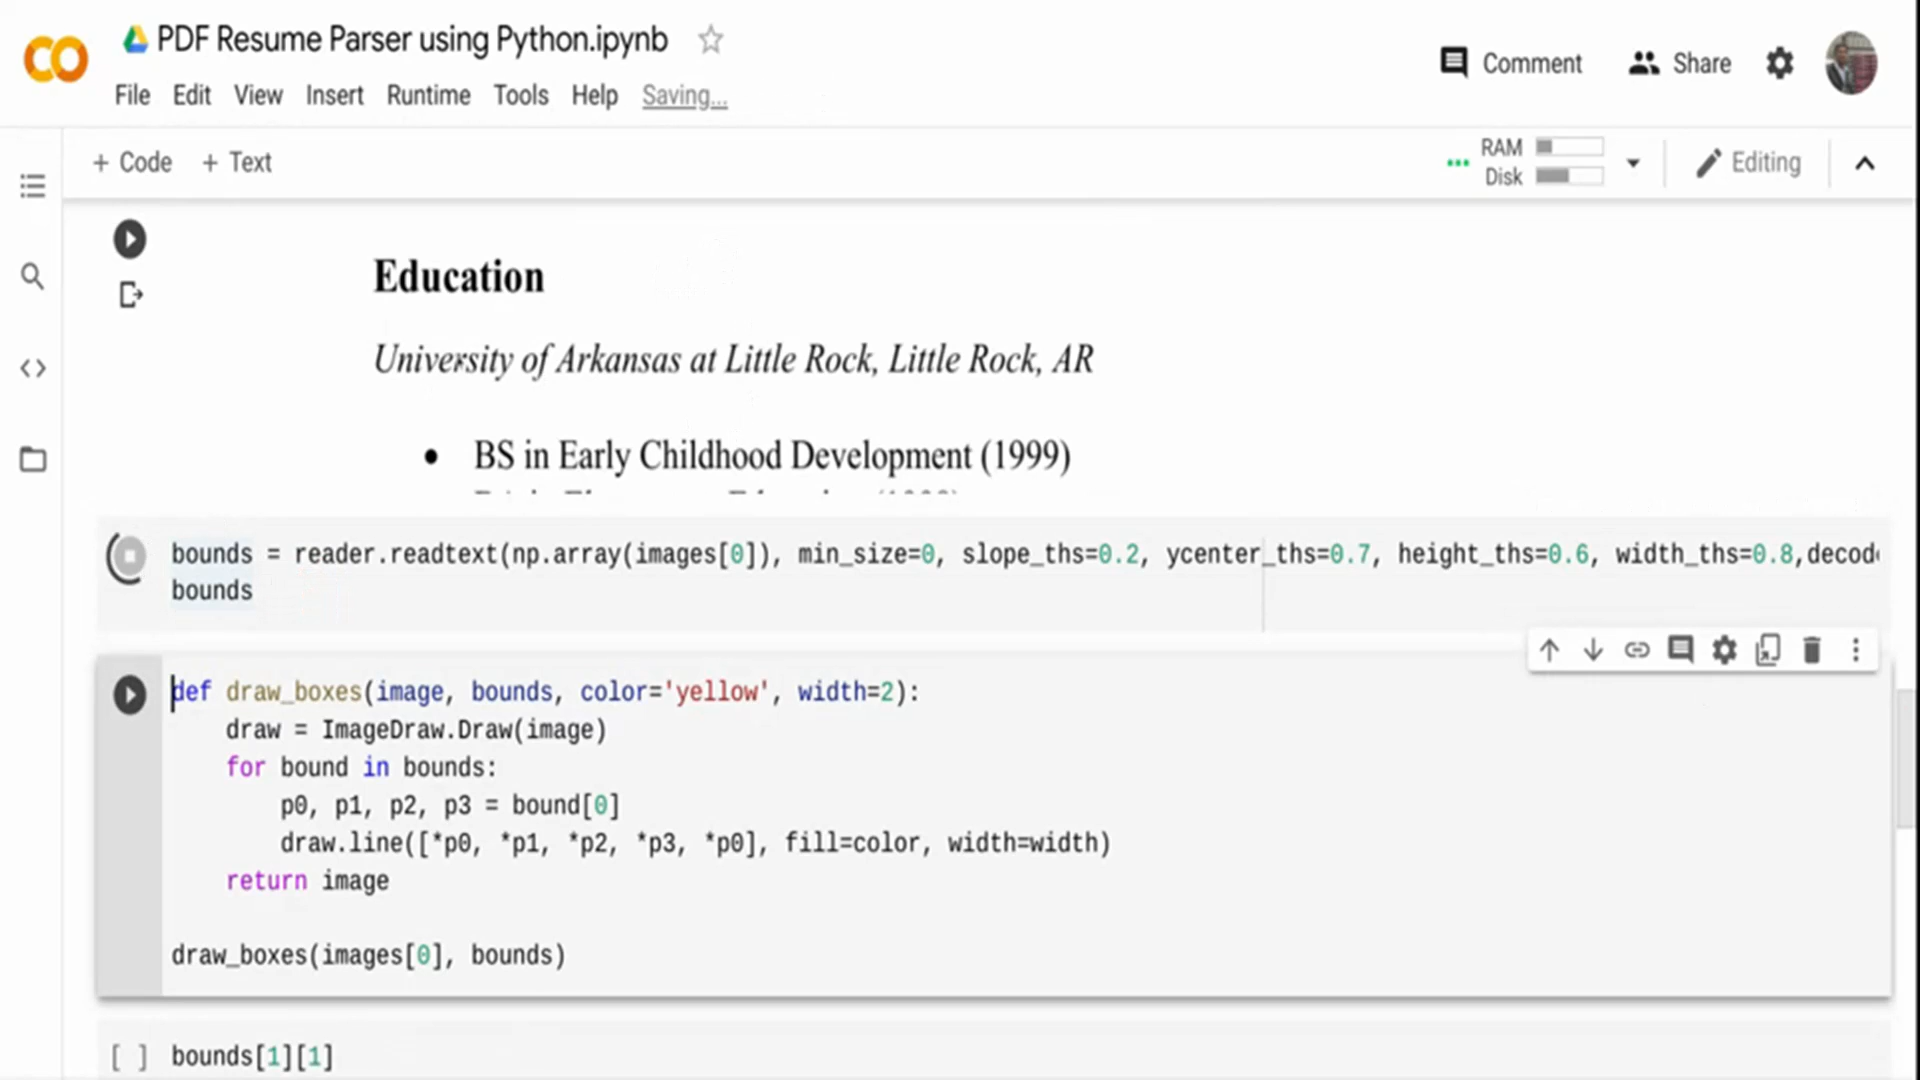 PDF Resume Parser using Python.ipynb
Comment
Share
File Edit View Insert Runtime Tools Help Saving...
+ Code + Text
RAM
Disk
Editing
Education
University of Arkansas at Little Rock, Little Rock, AR
• BS in Early Childhood Development (1999)
bounds = reader.readtext(np.array(images[0]), min_size=0, slope_ths=0.2, ycenter_ths=0.7, height_ths=0.6, width_ths=0.8,decod
bounds
def draw_boxes(image, bounds, color='yellow', width=2):
draw = ImageDraw.Draw(image)
for bound in bounds:
p0, p1, p2, p3 = bound[0]
draw.line([*p0, *p1, *p2, *p3, *p0], fill=color, width=width)
return image
draw_boxes(images[0], bounds)
[ ] bounds[1][1]